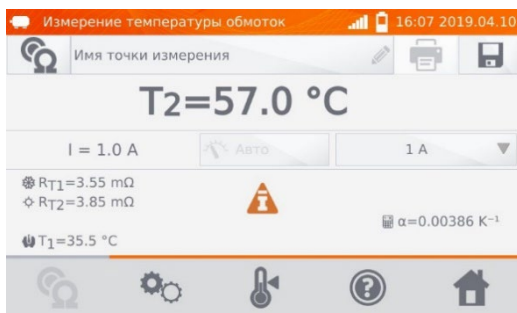 Измерение температуры обмоток 16:07 2019.04.10
Имя точки измерения
T2=57.0 °C
I = 1.0 A Авто 1 A
RT1=3.55 mΩ
RT2=3.85 mΩ
α=0.00386 K⁻¹
T1=35.5 °C